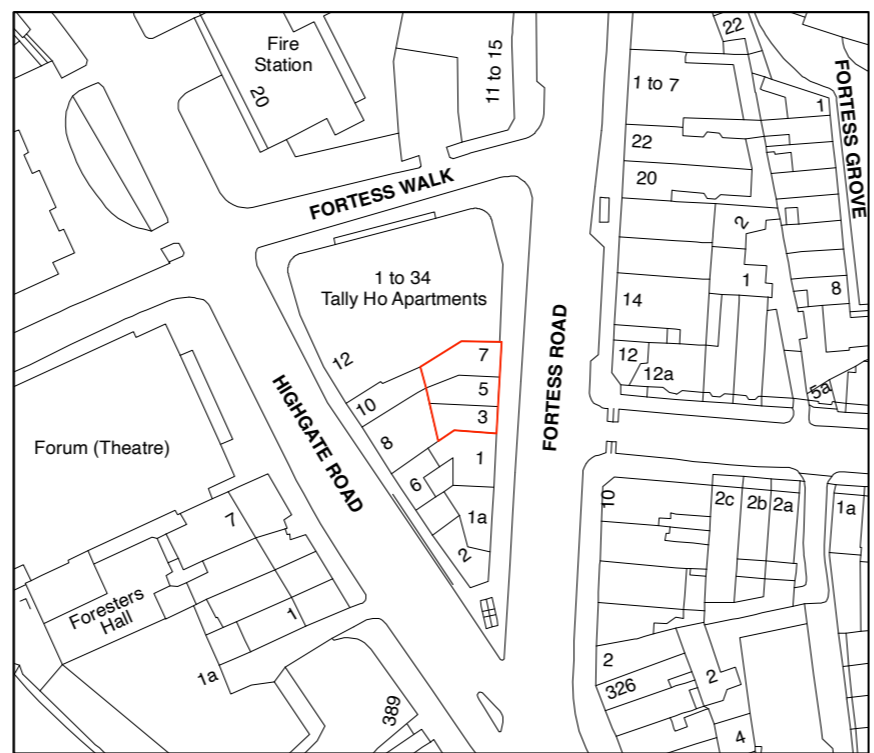 Fire
Station
20
11 to 15
22
1 to 7
22
20
1
FORTESS GROVE
FORTESS WALK
2
1
8
1 to 34
Tally Ho Apartments
14
12
7
5
3
FORTESS ROAD
12
12a
5a
10
8
HIGHGATE ROAD
Forum (Theatre)
6
1
1a
2
7
10
2c
2b
2a
1a
Foresters
Hall
1
1a
2
326
2
389
4